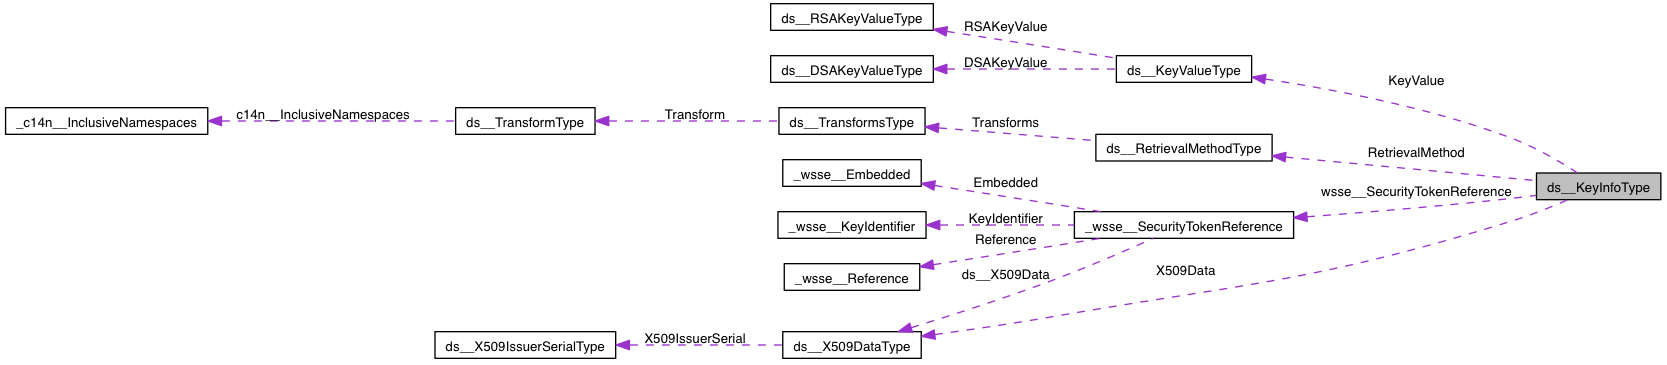 ds__RSAKeyValueType
RSAKeyValue
ds__DSAKeyValueType
DSAKeyValue
ds__KeyValueType
KeyValue
_c14n__InclusiveNamespaces
c14n__InclusiveNamespaces
ds__TransformType
Transform
ds__TransformsType
Transforms
ds__RetrievalMethodType
RetrievalMethod
_wsse__Embedded
Embedded
wsse__SecurityTokenReference
ds__KeyInfoType
_wsse__KeyIdentifier
KeyIdentifier
_wsse__SecurityTokenReference
Reference
_wsse__Reference
ds__X509Data
X509Data
ds__X509IssuerSerialType
X509IssuerSerial
ds__X509DataType